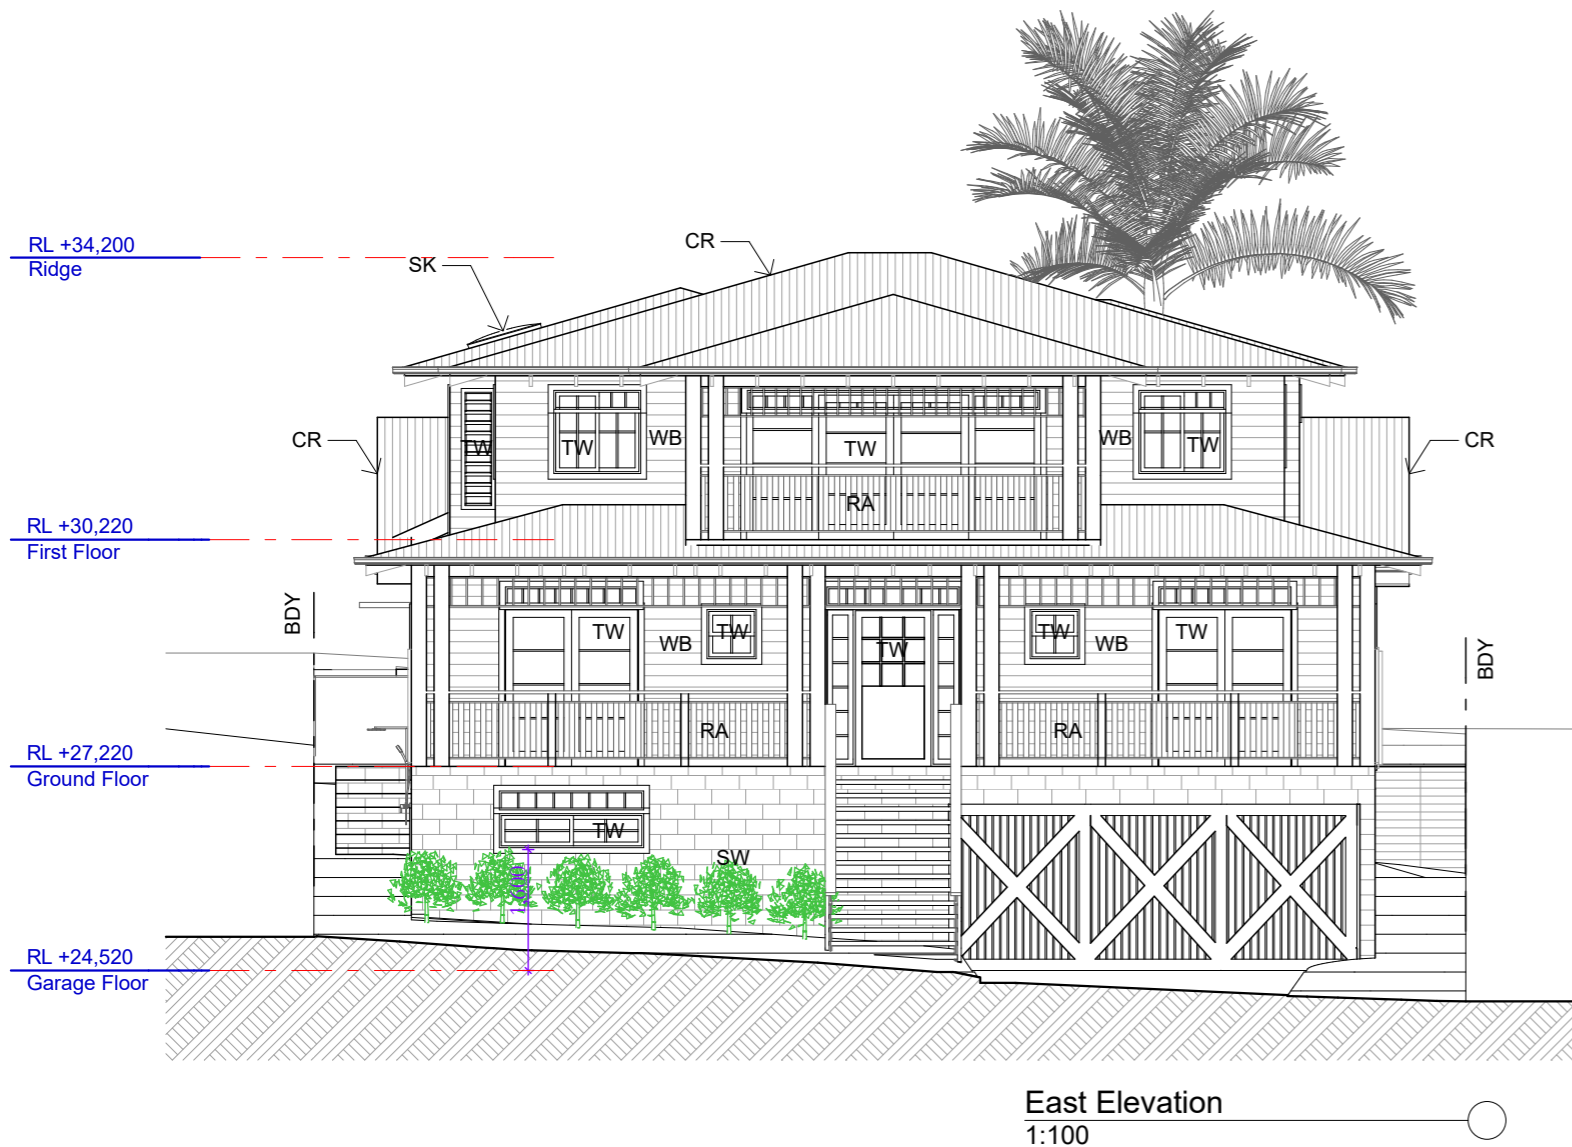 RL +34,200
Ridge
CR
SK
CR
TW
TW
WB
TW
RA
WB
TW
CR
RL +30,220
First Floor
BDY
TW
WB
TW
TW
TW
WB
TW
BDY
RA
RA
RL +27,220
Ground Floor
TW
SW
1,600
RL +24,520
Garage Floor
East Elevation
1:100